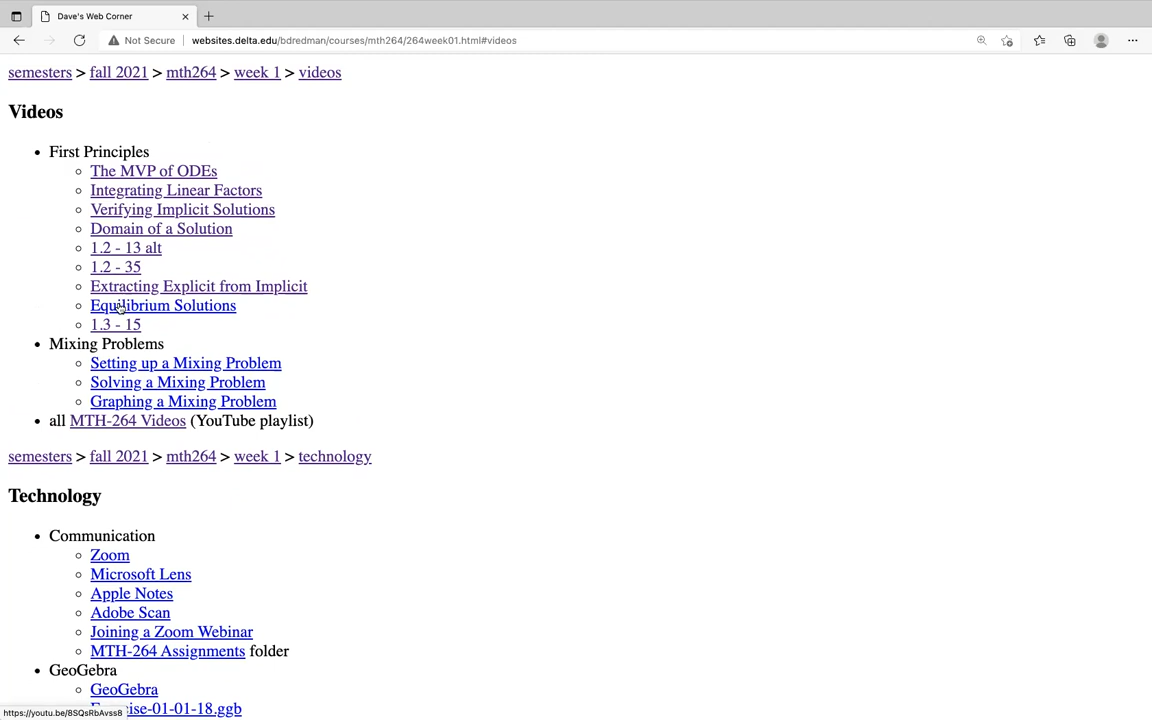 Dave's Web Corner
Not Secure | websites.delta.edu/bdredman/courses/mth264/264week01.html#videos
semesters > fall 2021 > mth264 > week 1 > videos
Videos
First Principles
The MVP of ODEs
Integrating Linear Factors
Verifying Implicit Solutions
Domain of a Solution
1.2 - 13 alt
1.2 - 35
Extracting Explicit from Implicit
Equilibrium Solutions
1.3 - 15
Mixing Problems
Setting up a Mixing Problem
Solving a Mixing Problem
Graphing a Mixing Problem
all MTH-264 Videos (YouTube playlist)
semesters > fall 2021 > mth264 > week 1 > technology
Technology
Communication
Zoom
Microsoft Lens
Apple Notes
Adobe Scan
Joining a Zoom Webinar
MTH-264 Assignments folder
GeoGebra
GeoGebra
ise-01-01-18.ggb
https://youtu.be/8SQsRbAvss8